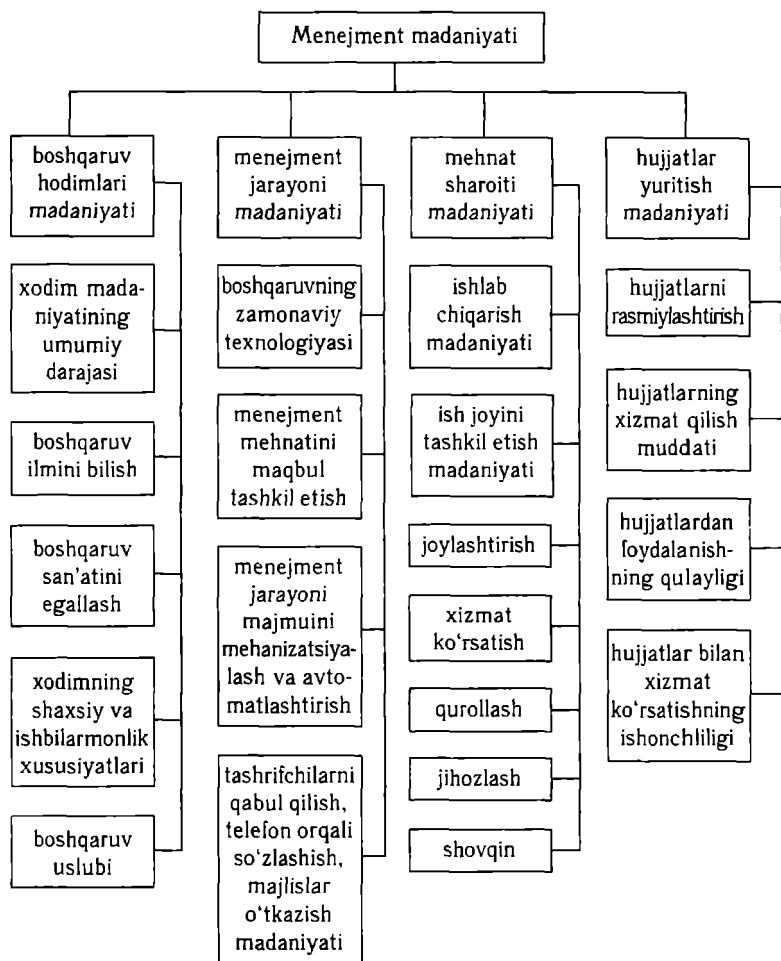 Menejment madaniyati
boshqaruv
hodimlari
madaniyati
xodim mada-
niyatining
umumiy
darajasi
boshqaruv
ilmini bilish
boshqaruv
san’atini
egallash
xodimning
shaxsiy va
ishbilarmonlik
xususiyatlari
boshqaruv
uslubi
menejment
jarayoni
madaniyati
boshqaruvning
zamonaviy
texnologiyasi
menejment
mehnatini
maqbul
tashkil etish
menejment
jarayoni
majmuini
mehanizatsiya-
lash va avto-
matlashtirish
tashrifchilarni
qabul qilish,
telefon orqali
so‘zlashish,
majlislar
o‘tkazish
madaniyati
mehnat
sharoiti
madaniyati
ishlab
chiqarish
madaniyati
ish joyini
tashkil etish
madaniyati
joylashtirish
xizmat
ko‘rsatish
qurollash
jihozlash
shovqin
hujjatlar
yuritish
madaniyati
hujjatlarni
rasmiylashtirish
hujjatlarning
xizmat qilish
muddati
hujjatlardan
foydalanish-
ning qulayligi
hujjatlar bilan
xizmat
ko‘rsatishning
ishonchliligi